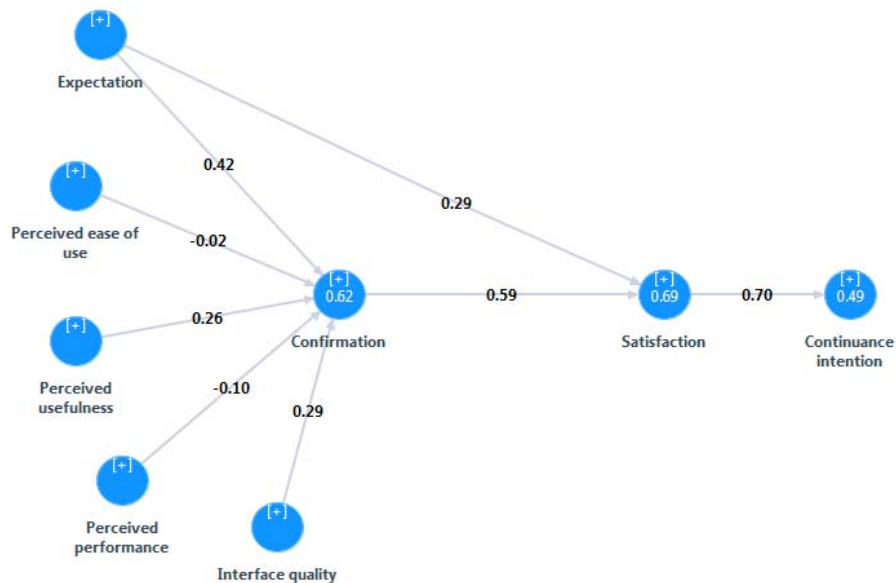 [+]
Expectation
0.42
0.29
[+]
Perceived ease of
use
-0.02
[+]
0.62
Confirmation
0.59
[+]
0.69
Satisfaction
0.70
[+]
0.49
Continuance
intention
0.26
[+]
Perceived
usefulness
-0.10
0.29
[+]
Perceived
performance
[+]
Interface quality